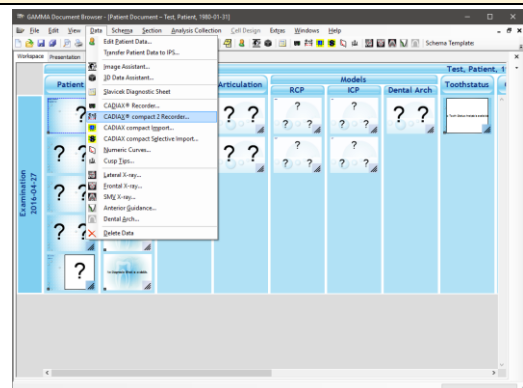 GAMMA Document Browser - [Patient Document - Test, Patient, 1980-01-31]
File Edit Windows View Data Schema Section Analysis Collection Cell Design Extras Windows Help
Schema Template:
Workspace Presentation
Edit Patient Data...
Transfer Patient Data to IPS...
Image Assistant...
3D Data Assistant...
Slavicek Diagnostic Sheet
CADIAX® Recorder...
CADIAX® compact 2 Recorder...
CADIAX compact Import...
CADIAX compact Selective Import...
Numeric Curves...
Cusp Tips...
Lateral X-ray...
Frontal X-ray...
SMV X-ray...
Anterior Guidance...
Dental Arch...
Delete Data
Test, Patient, 1
Patient
Articulation
Models
RCP
ICP
Dental Arch
Toothstatus
Examination
2016-04-27
? ? ? ? ? ? ? ? ? ?
? ? ? ? ? ? ? ? ? ?
? ?
? ?
?